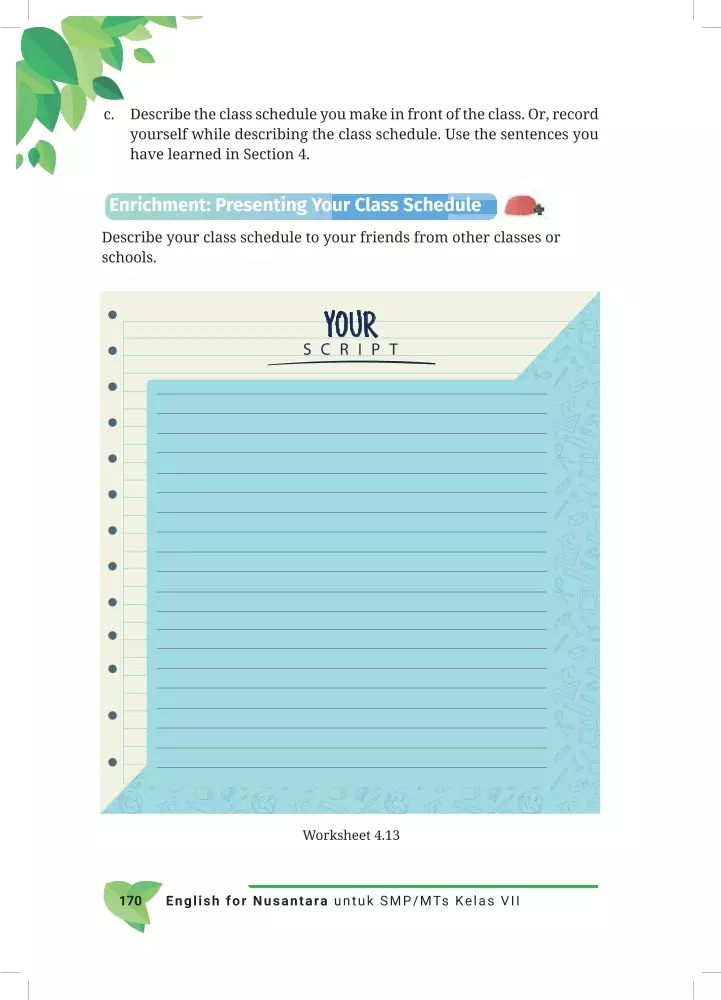 c. Describe the class schedule you make in front of the class. Or, record
yourself while describing the class schedule. Use the sentences you
have learned in Section 4.
Enrichment: Presenting Your Class Schedule
Describe your class schedule to your friends from other classes or
schools.
YOUR
SCRIPT
Worksheet 4.13
170 English for Nusantara untuk SMP/MTs Kelas VII